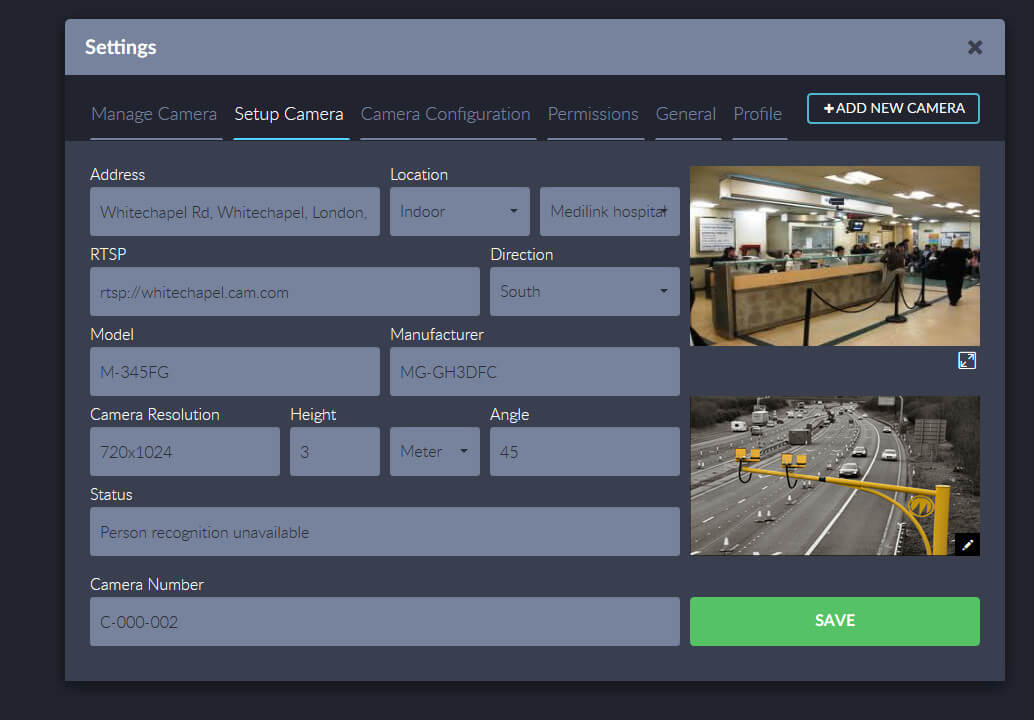 Settings
Manage Camera Setup Camera Camera Configuration Permissions General Profile +ADD NEW CAMERA
Address Location
Whitechapel Rd, Whitechapel, London, Indoor Medilink hospital
RTSP Direction
rtsp://whitechapel.cam.com South
Model Manufacturer
M-345FG MG-GH3DFC
Camera Resolution Height Angle
720x1024 3 Meter 45
Status
Person recognition unavailable
Camera Number
C-000-002 SAVE